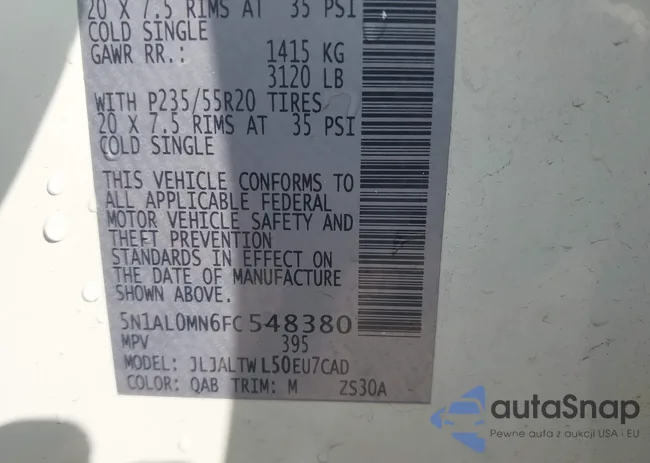 20 X 7.5 RIMS AT 35 PSI
COLD SINGLE
GAWR RR.: 1415 KG
3120 LB
WITH P235/55R20 TIRES
20 X 7.5 RIMS AT 35 PSI
COLD SINGLE
THIS VEHICLE CONFORMS TO
ALL APPLICABLE FEDERAL
MOTOR VEHICLE SAFETY AND
THEFT PREVENTION
STANDARDS IN EFFECT ON
THE DATE OF MANUFACTURE
SHOWN ABOVE.
5N1AL0MN6FC548380
MPV 395
MODEL: JLJALTWL50EU7CAD
COLOR: QAB TRIM: M ZS30A
autaSnap
Pewne auta z aukcji USA i EU